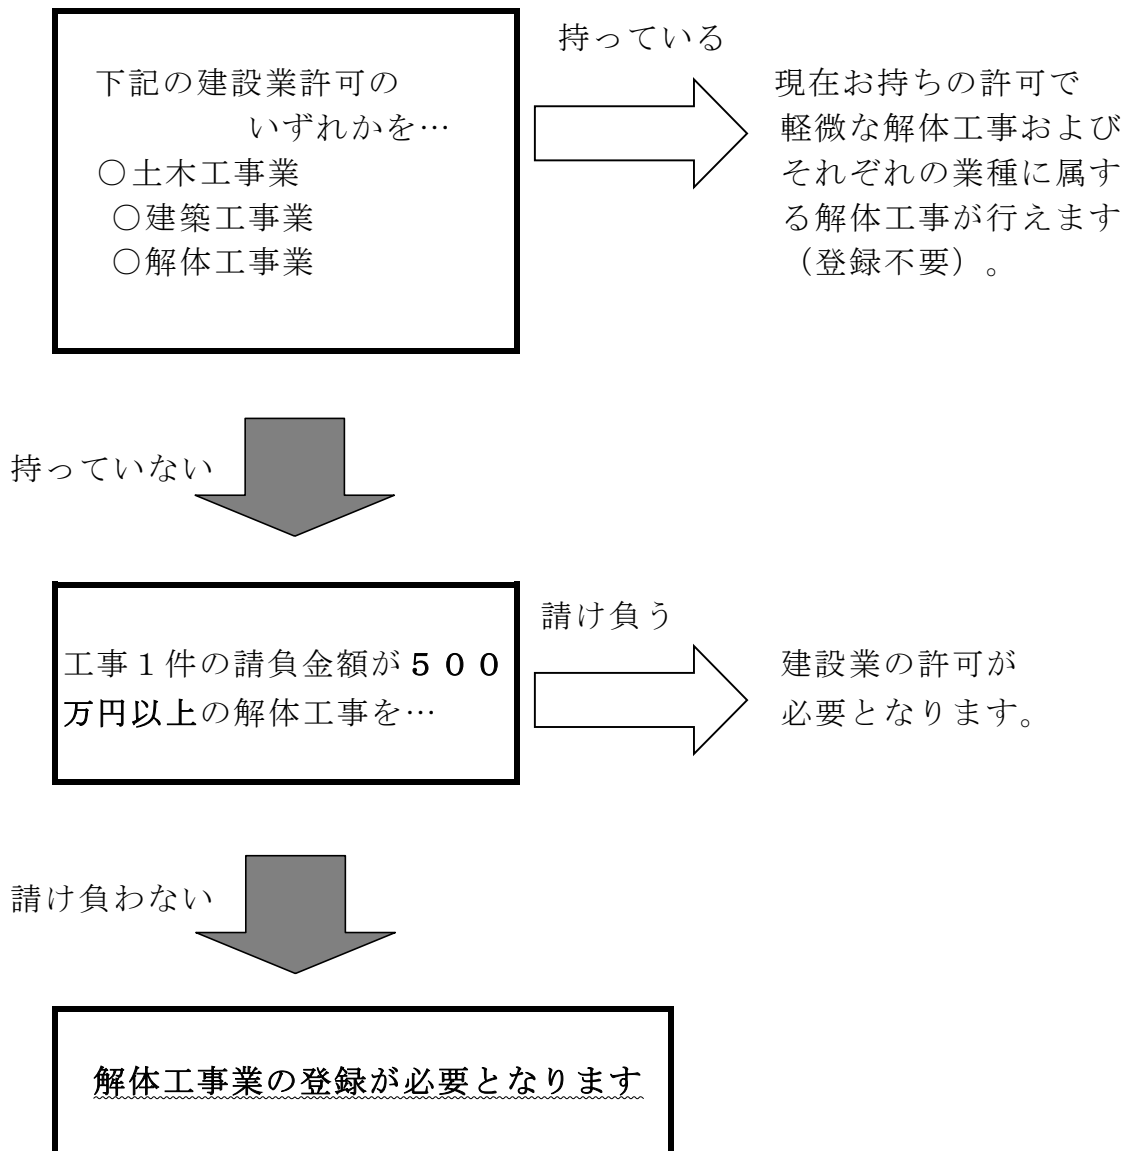 下記の建設業許可の
いずれかを…
○土木工事業
○建築工事業
○解体工事業
持っている
現在お持ちの許可で
軽微な解体工事および
それぞれの業種に属す
る解体工事が行えます
（登録不要）。
持っていない
工事１件の請負金額が５００
万円以上の解体工事を…
請け負う
建設業の許可が
必要となります。
請け負わない
解体工事業の登録が必要となります